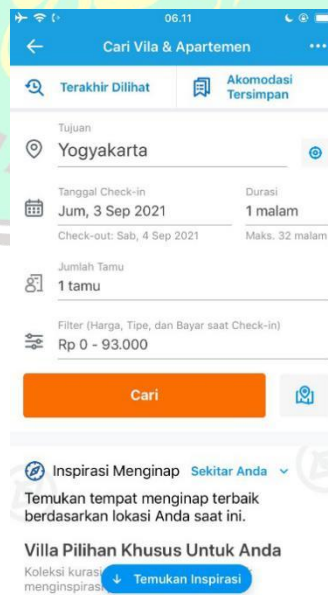 06.11
Cari Vila & Apartemen
Terakhir Dilihat
Akomodasi
Tersimpan
Tujuan
Yogyakarta
Tanggal Check-in
Durasi
Jum, 3 Sep 2021
1 malam
Check-out: Sab, 4 Sep 2021
Maks. 32 malam
Jumlah Tamu
1 tamu
Filter (Harga, Tipe, dan Bayar saat Check-in)
Rp 0 - 93.000
Cari
Inspirasi Menginap Sekitar Anda
Temukan tempat menginap terbaik
berdasarkan lokasi Anda saat ini.
Villa Pilihan Khusus Untuk Anda
Koleksi kurasi
menginspirasi
Temukan Inspirasi